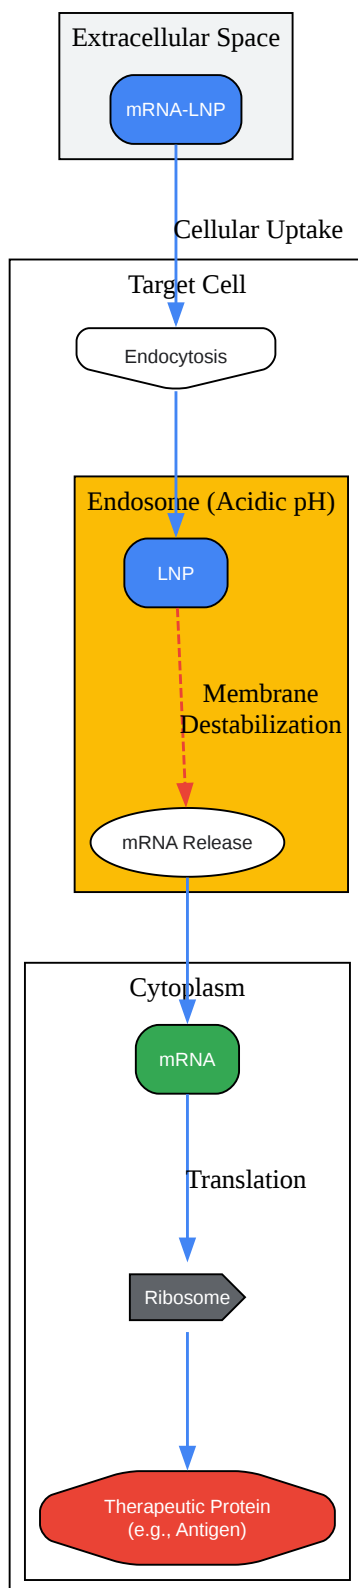 Extracellular Space
mRNA-LNP
Cellular Uptake
Target Cell
Endocytosis
Endosome (Acidic pH)
LNP
Membrane
Destabilization
mRNA Release
Cytoplasm
mRNA
Translation
Ribosome
Therapeutic Protein
(e.g., Antigen)